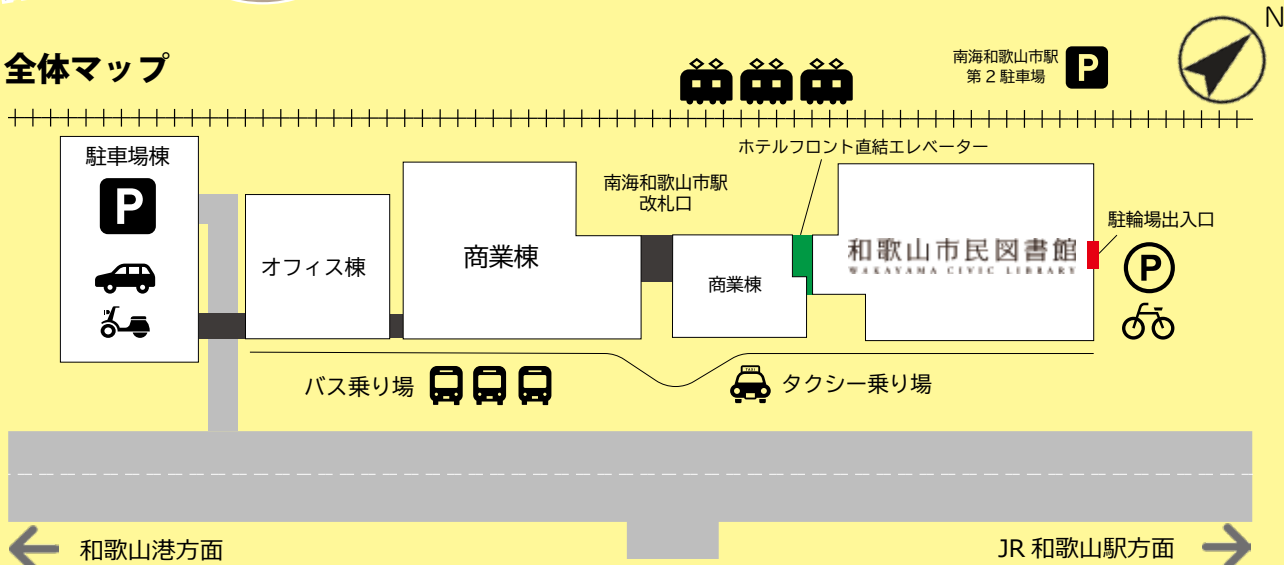 N
全体マップ
南海和歌山市駅
第2駐車場
P
ホテルフロント直結エレベーター
駐車場棟
P
南海和歌山市駅
改札口
駐輪場出入口
オフィス棟
商業棟
商業棟
和歌山市民図書館
WAKAYAMA CIVIC LIBRARY
P
バス乗り場
TAXI
タクシー乗り場
和歌山港方面
JR和歌山駅方面